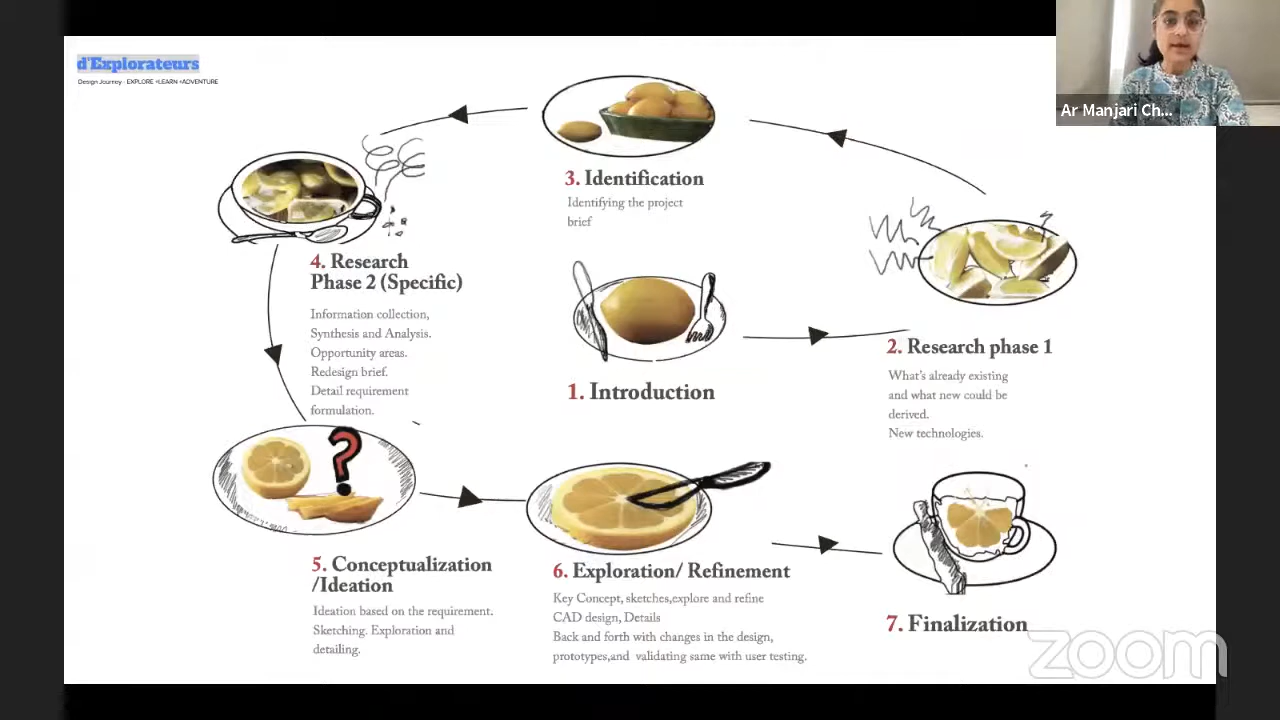 d'Explorateurs
Design Journey - EXPLORE +LEARN +ADVENTURE
Ar Manjari Ch...
1. Introduction
2. Research phase 1
What's already existing
and what new could be
derived.
New technologies.
3. Identification
Identifying the project
brief
4. Research
Phase 2 (Specific)
Information collection,
Synthesis and Analysis.
Opportunity areas.
Redesign brief.
Detail requirement
formulation.
5. Conceptualization
/Ideation
Ideation based on the requirement.
Sketching. Exploration and
detailing.
6. Exploration/ Refinement
Key Concept, sketches,explore and refine
CAD design, Details
Back and forth with changes in the design,
prototypes,and validating same with user testing.
7. Finalization
zoom
?